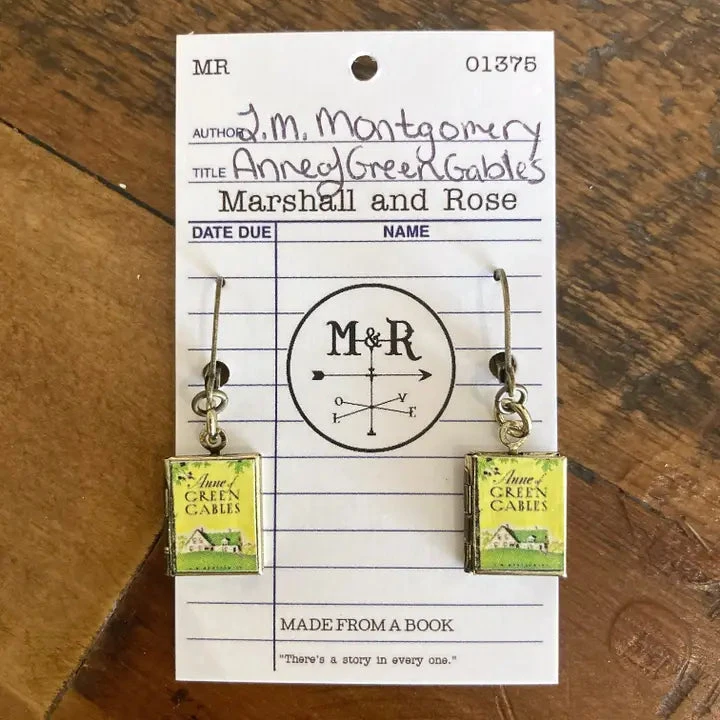 MR 01375
AUTHOR L.M. Montgomery
TITLE Anne of Green Gables
Marshall and Rose
DATE DUE NAME
M&R
O V
L E
Anne of
GREEN
GABLES
Anne of
GREEN
GABLES
MADE FROM A BOOK
"There's a story in every one."